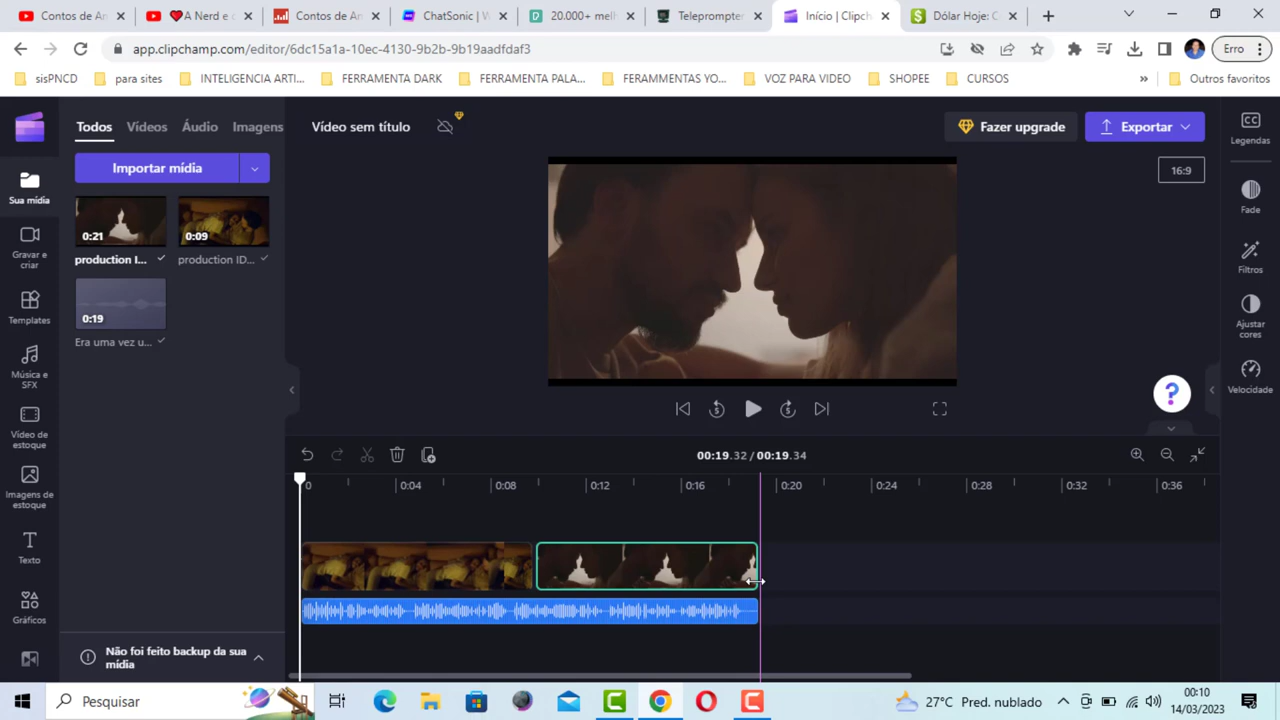 Contos de Am
A Nerd e
Contos de An
ChatSonic | W
20.000+ mel
Teleprompter
Início | Clipch
Dólar Hoje: C
app.clipchamp.com/editor/6dc15a1a-10ec-4130-9b2b-9b19aadfdaf3
Erro
sisPNCD
para sites
INTELIGENCIA ARTI...
FERRAMENTA DARK
FERRAMENTA PALA...
FERAMMENTAS YO...
VOZ PARA VIDEO
SHOPEE
CURSOS
»
Outros favoritos
Todos
Vídeos
Áudio
Imagens
Vídeo sem título
Fazer upgrade
Exportar
CC
Legendas
Importar mídia
16:9
Sua mídia
0:21
0:09
production I...
production ID...
Fade
Gravar e
criar
Filtros
0:19
Templates
Era uma vez u...
Ajustar
cores
Música e
SFX
Velocidade
?
5
5
Vídeo de
estoque
00:19.32 / 00:19.34
Imagens de
estoque
0
0:04
0:08
0:12
0:16
0:20
0:24
0:28
0:32
0:36
Texto
Gráficos
Não foi feito backup da sua
mídia
Pesquisar
27°C Pred. nublado
00:10
14/03/2023